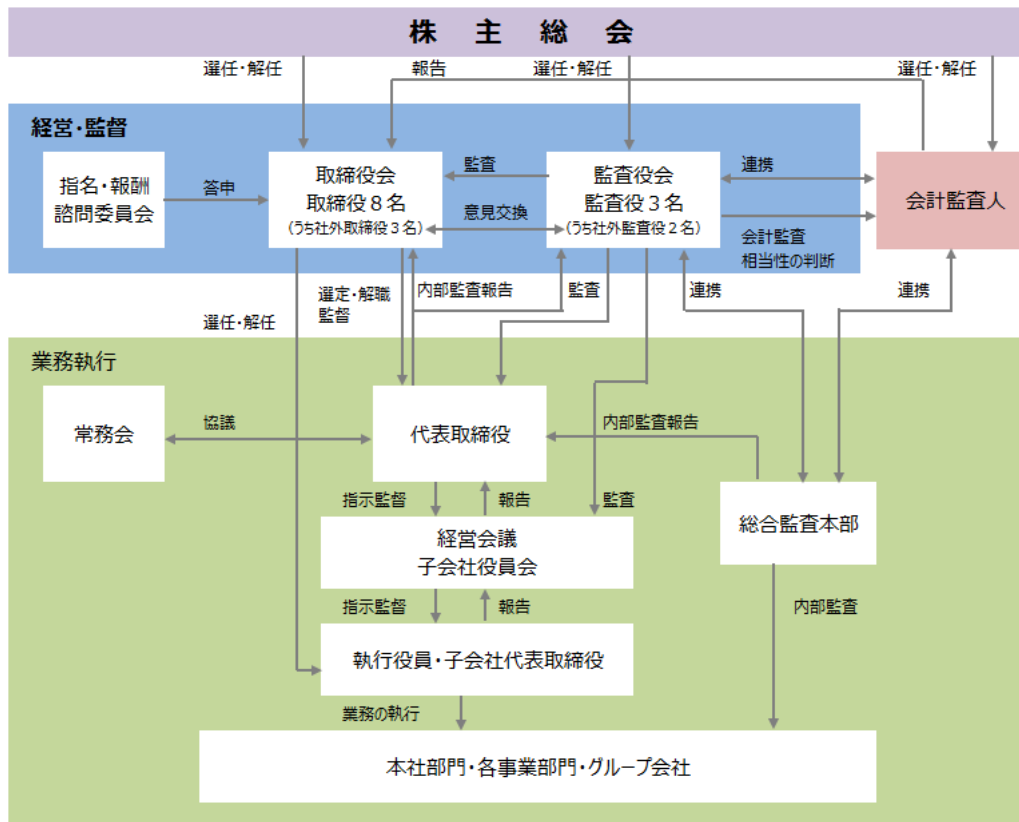 株主総会
選任・解任
報告
選任・解任
選任・解任
経営・監督
指名・報酬
諮問委員会
答申
取締役会
取締役８名
(うち社外取締役３名)
監査
意見交換
監査役会
監査役３名
(うち社外監査役２名)
連携
会計監査
相当性の判断
会計監査人
選任・解任
選定・解職
監督
内部監査報告
監査
連携
連携
業務執行
常務会
協議
代表取締役
内部監査報告
指示監督
報告
監査
経営会議
子会社役員会
総合監査本部
指示監督
報告
内部監査
執行役員・子会社代表取締役
業務の執行
本社部門・各事業部門・グループ会社